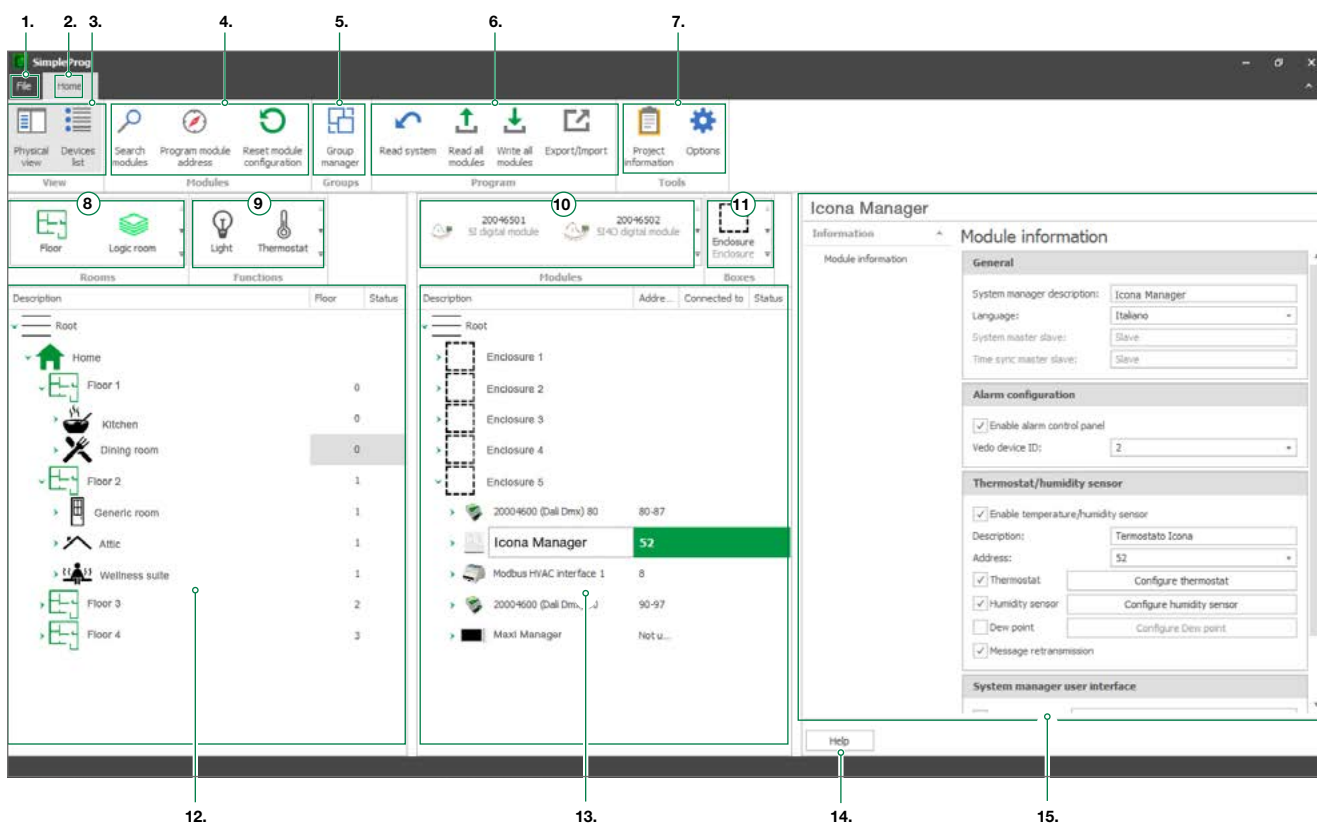 1. 2. 3. 4. 5. 6. 7.
SimpleProg
File Home
Physical view Devices list
View
Search modules Program module address Reset module configuration
Modules
Group manager
Groups
Read system Read all modules Write all modules Export/Import
Program
Project information Options
Tools
8
Floor Logic room
Rooms
9
Light Thermostat
Functions
10
20046501
SI digital module
20046502
SI4O digital module
Modules
11
Enclosure
Enclosure
Boxes
Description Floor Status
Root
Home
Floor 1 0
Kitchen 0
Dining room 0
Floor 2 1
Generic room 1
Attic 1
Wellness suite 1
Floor 3 2
Floor 4 3
Description Addre... Connected to Status
Root
Enclosure 1
Enclosure 2
Enclosure 3
Enclosure 4
Enclosure 5
20004600 (Dali Dmx) 80 80-87
Icona Manager 52
Modbus HVAC interface 1 8
20004600 (Dali Dm 90-97
Maxi Manager Not u...
Icona Manager
Information
Module information
Module information
General
System manager description: Icona Manager
Language: Italiano
System master slave: Slave
Time sync master slave: Slave
Alarm configuration
Enable alarm control panel
Vedo device ID: 2
Thermostat/humidity sensor
Enable temperature/humidity sensor
Description: Termostato Icona
Address: 52
Thermostat Configure thermostat
Humidity sensor Configure humidity sensor
Dew point Configure Dew point
Message retransmission
System manager user interface
Help
12. 13. 14. 15.